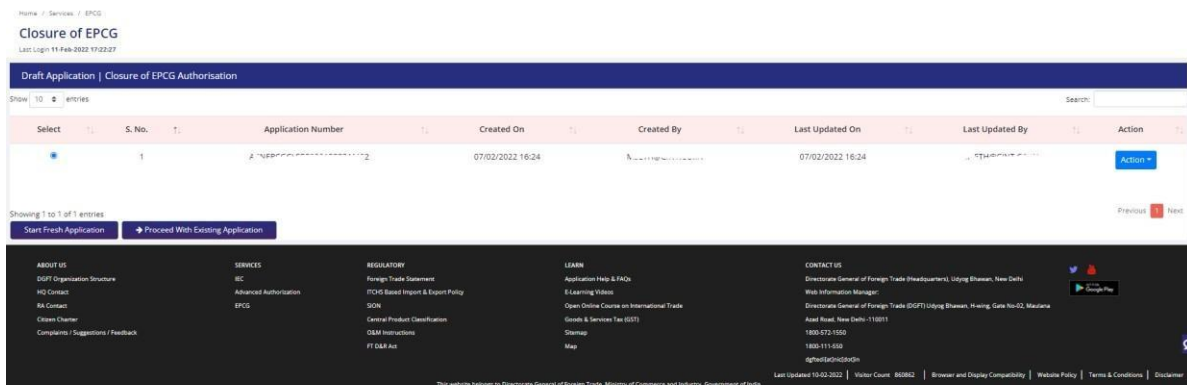 Home / Services / EPCG
Closure of EPCG
Last Login 11-Feb-2022 17:22:27
Draft Application | Closure of EPCG Authorisation
Show 10 entries
Search:
Select S. No. Application Number Created On Created By Last Updated On Last Updated By Action
1 07/02/2022 16:24 07/02/2022 16:24 Action
Showing 1 to 1 of 1 entries
Previous 1 Next
Start Fresh Application
Proceed With Existing Application
ABOUT US
DGFT Organization Structure
HQ Contact
RA Contact
Citizen Charter
Complaints / Suggestions / Feedback
SERVICES
IEC
Advanced Authorization
EPCG
REGULATORY
Foreign Trade Statement
ITCHS Based Import & Export Policy
SION
Central Product Classification
O&M Instructions
FT D&R Act
LEARN
Application Help & FAQs
E-Learning Videos
Open Online Course on International Trade
Goods & Services Tax (GST)
Sitemap
Map
CONTACT US
Directorate General of Foreign Trade (Headquarters), Udyog Bhawan, New Delhi
Web Information Manager:
Directorate General of Foreign Trade (DGFT) Udyog Bhawan, H-wing, Gate No-02, Maulana
Azad Road, New Delhi -110011
1800-572-1550
1800-111-550
dgftedi[at]nic[dot]in
Google Play
Last Updated 10-02-2022 | Visitor Count 860862 | Browser and Display Compatibility | Website Policy | Terms & Conditions | Disclaimer
This website belongs to Directorate General of Foreign Trade, Ministry of Commerce and Industry, Government of India